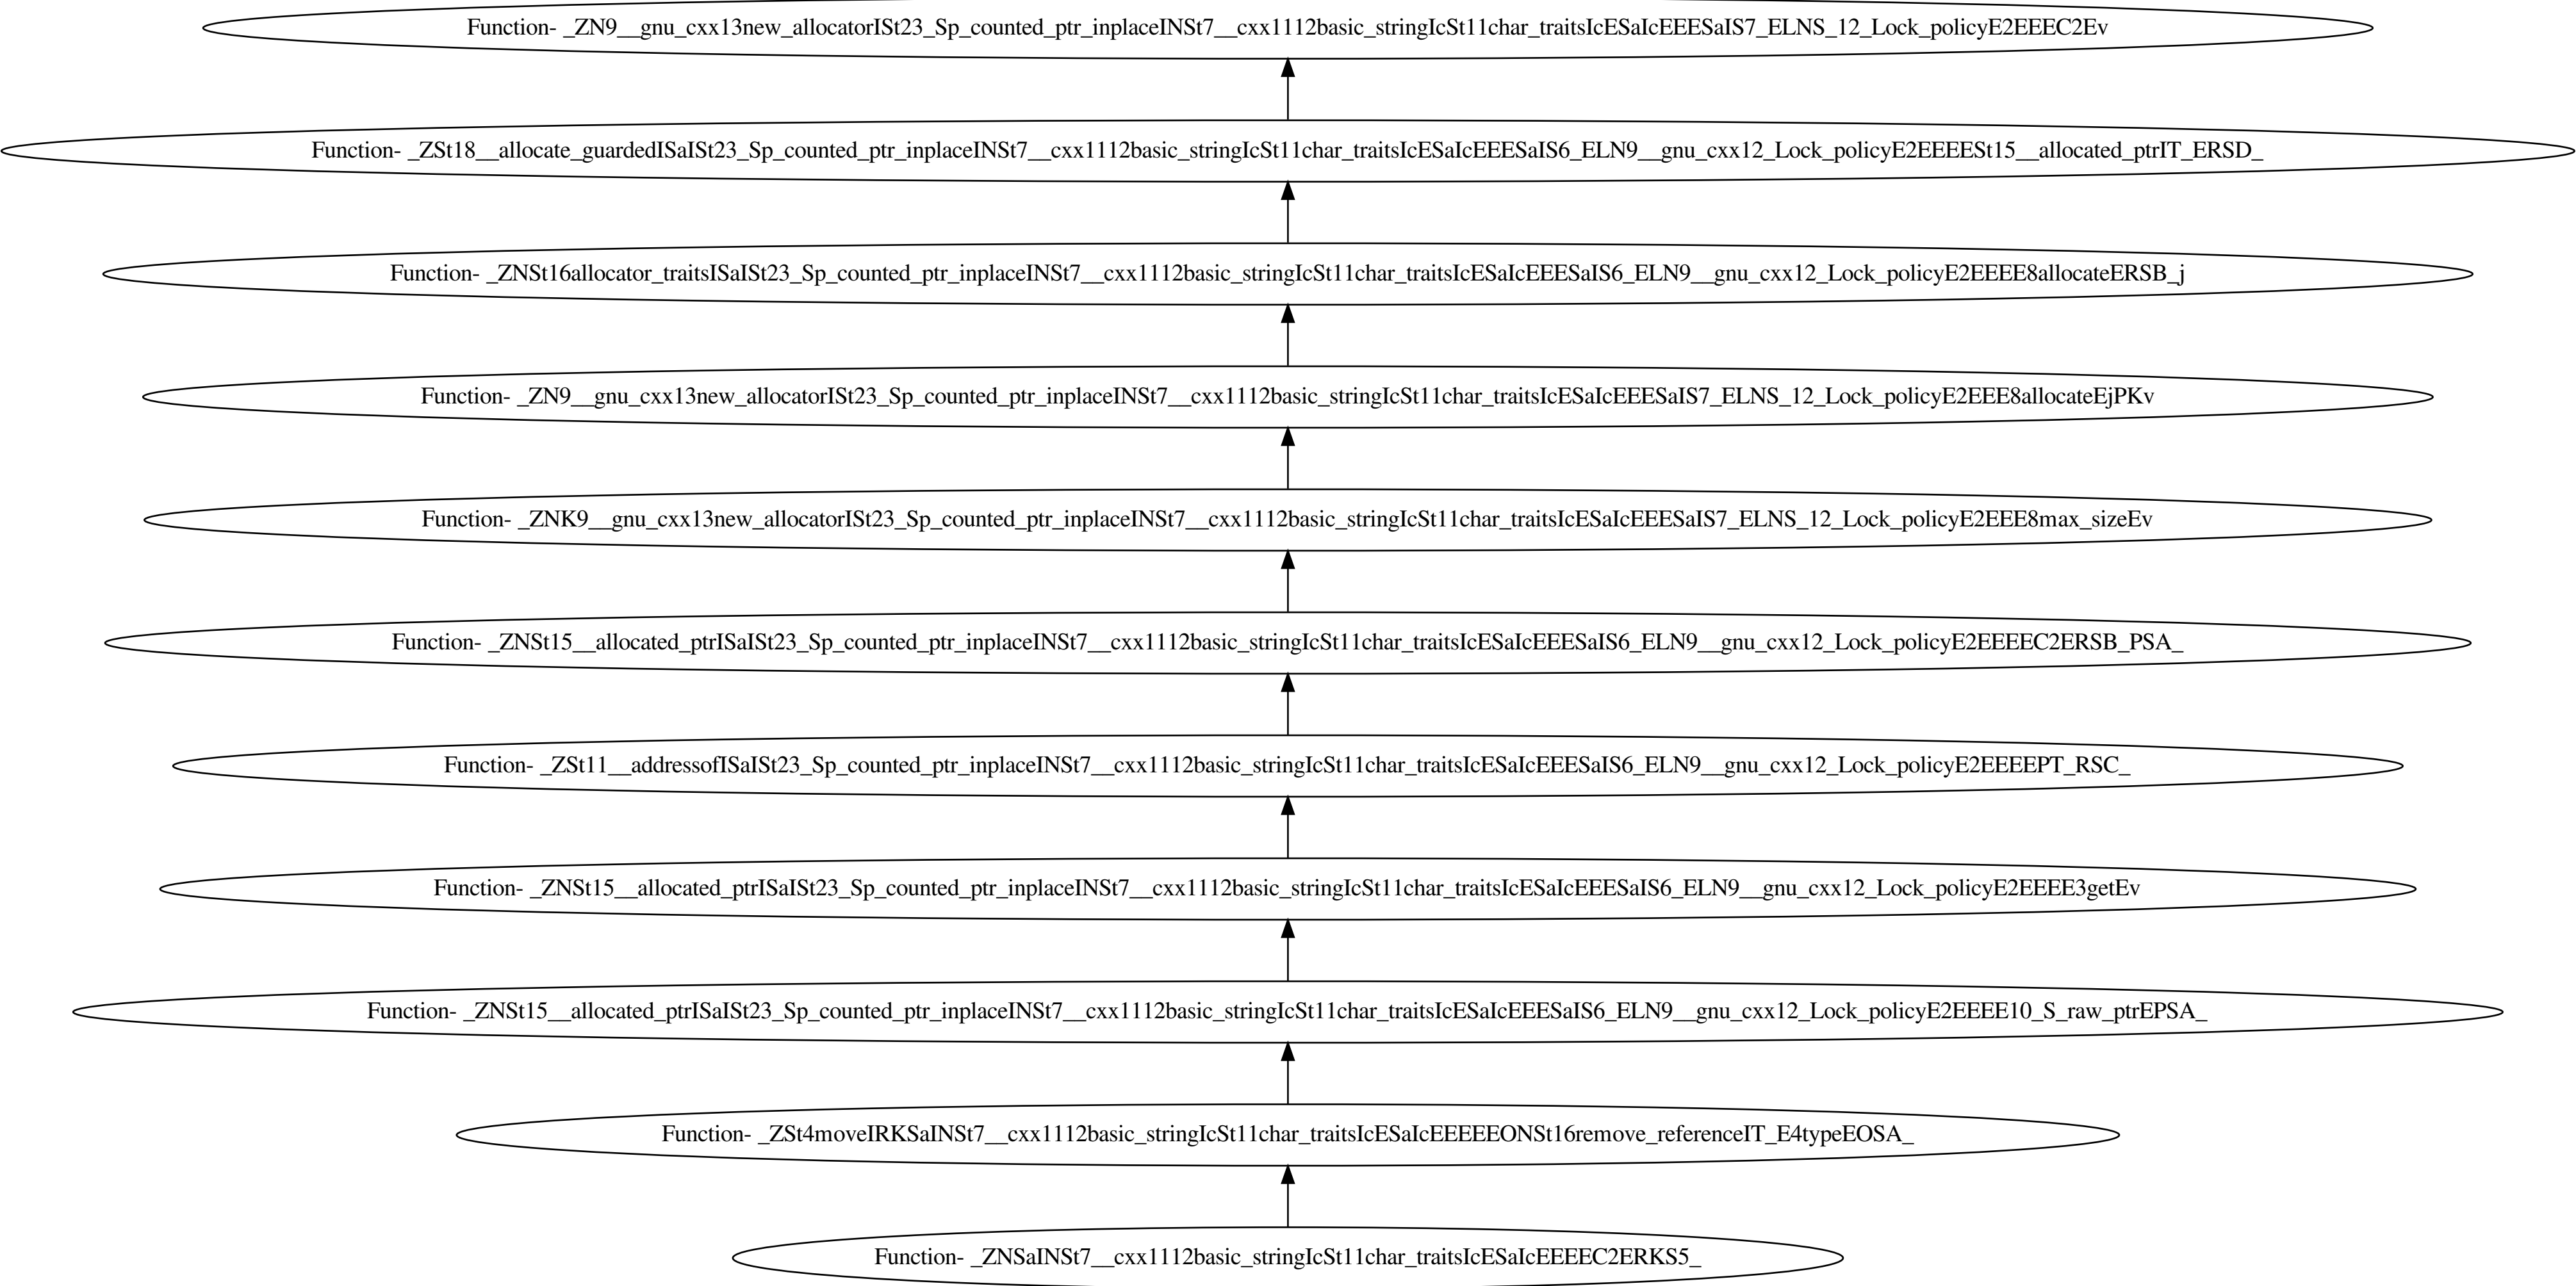 Function- _ZN9__gnu_cxx13new_allocatorISt23_Sp_counted_ptr_inplaceINSt7__cxx1112basic_stringIcSt11char_traitsIcESaIcEEESaIS7_ELNS_12_Lock_policyE2EEEC2Ev
Function- _ZSt18__allocate_guardedISaISt23_Sp_counted_ptr_inplaceINSt7__cxx1112basic_stringIcSt11char_traitsIcESaIcEEESaIS6_ELN9__gnu_cxx12_Lock_policyE2EEEESt15__allocated_ptrIT_ERSD_
Function- _ZNSt16allocator_traitsISaISt23_Sp_counted_ptr_inplaceINSt7__cxx1112basic_stringIcSt11char_traitsIcESaIcEEESaIS6_ELN9__gnu_cxx12_Lock_policyE2EEEE8allocateERSB_j
Function- _ZN9__gnu_cxx13new_allocatorISt23_Sp_counted_ptr_inplaceINSt7__cxx1112basic_stringIcSt11char_traitsIcESaIcEEESaIS7_ELNS_12_Lock_policyE2EEE8allocateEjPKv
Function- _ZNK9__gnu_cxx13new_allocatorISt23_Sp_counted_ptr_inplaceINSt7__cxx1112basic_stringIcSt11char_traitsIcESaIcEEESaIS7_ELNS_12_Lock_policyE2EEE8max_sizeEv
Function- _ZNSt15__allocated_ptrISaISt23_Sp_counted_ptr_inplaceINSt7__cxx1112basic_stringIcSt11char_traitsIcESaIcEEESaIS6_ELN9__gnu_cxx12_Lock_policyE2EEEEC2ERSB_PSA_
Function- _ZSt11__addressofISaISt23_Sp_counted_ptr_inplaceINSt7__cxx1112basic_stringIcSt11char_traitsIcESaIcEEESaIS6_ELN9__gnu_cxx12_Lock_policyE2EEEEPT_RSC_
Function- _ZNSt15__allocated_ptrISaISt23_Sp_counted_ptr_inplaceINSt7__cxx1112basic_stringIcSt11char_traitsIcESaIcEEESaIS6_ELN9__gnu_cxx12_Lock_policyE2EEEE3getEv
Function- _ZNSt15__allocated_ptrISaISt23_Sp_counted_ptr_inplaceINSt7__cxx1112basic_stringIcSt11char_traitsIcESaIcEEESaIS6_ELN9__gnu_cxx12_Lock_policyE2EEEE10_S_raw_ptrEPSA_
Function- _ZSt4moveIRKSaINSt7__cxx1112basic_stringIcSt11char_traitsIcESaIcEEEEEONSt16remove_referenceIT_E4typeEOSA_
Function- _ZNSaINSt7__cxx1112basic_stringIcSt11char_traitsIcESaIcEEEEC2ERKS5_